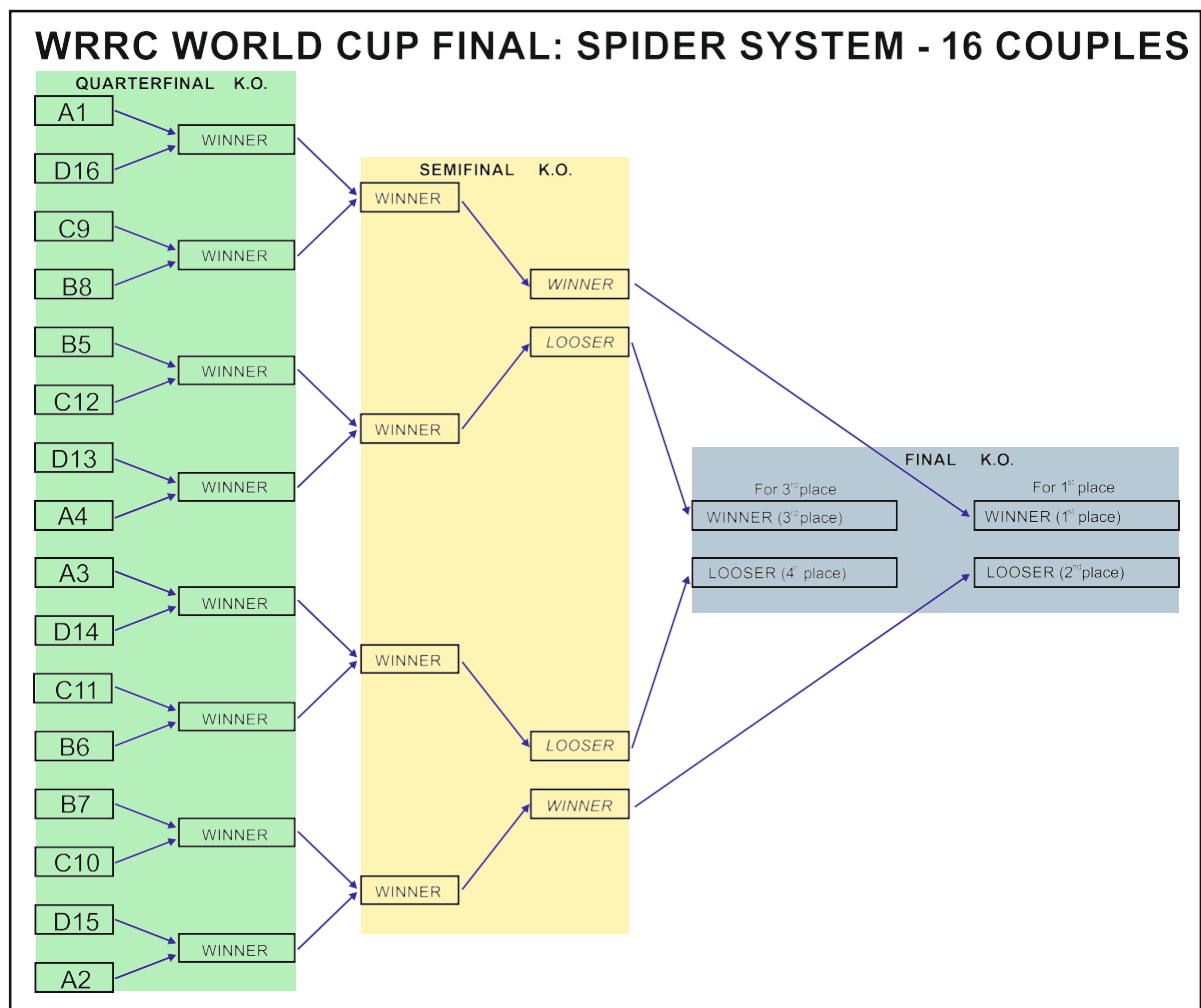 WRRC WORLD CUP FINAL: SPIDER SYSTEM - 16 COUPLES
QUARTERFINAL K.O.
A1
WINNER
D16
C9
WINNER
B8
B5
WINNER
C12
D13
WINNER
A4
A3
WINNER
D14
C11
WINNER
B6
B7
WINNER
C10
D15
WINNER
A2
SEMIFINAL K.O.
WINNER
WINNER
LOOSER
WINNER
WINNER
LOOSER
WINNER
WINNER
FINAL K.O.
For 3rd place
WINNER (3rd place)
LOOSER (4th place)
For 1st place
WINNER (1st place)
LOOSER (2nd place)